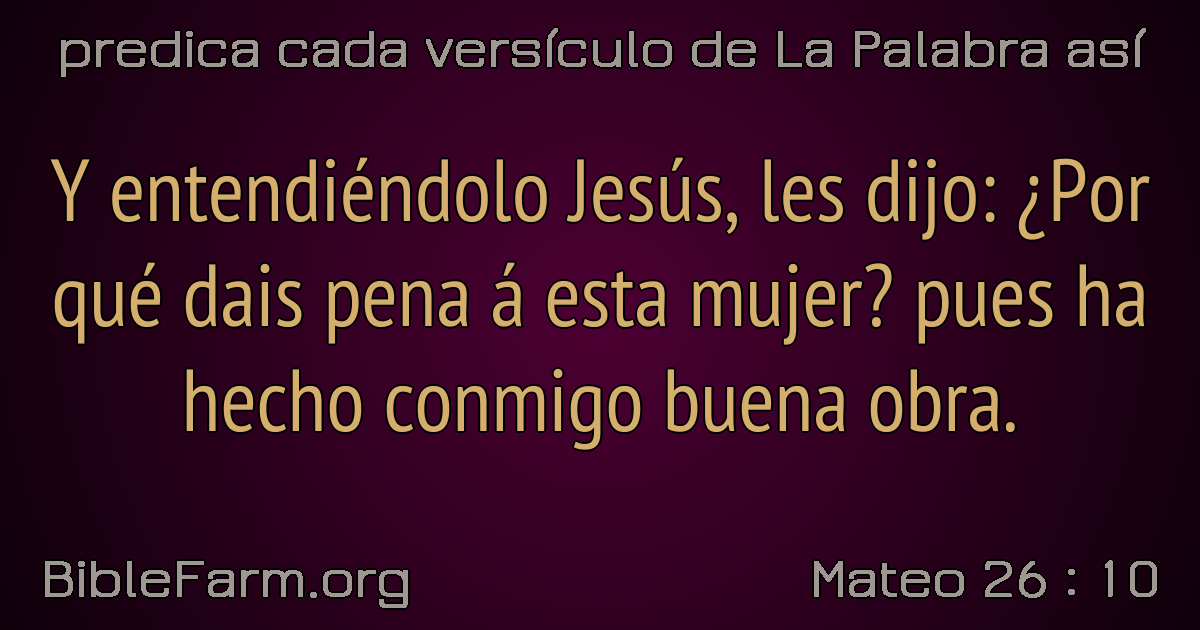 predica cada versículo de La Palabra así
Y entendiéndolo Jesús, les dijo: ¿Por
qué dais pena á esta mujer? pues ha
hecho conmigo buena obra.
BibleFarm.org
Mateo 26 : 10